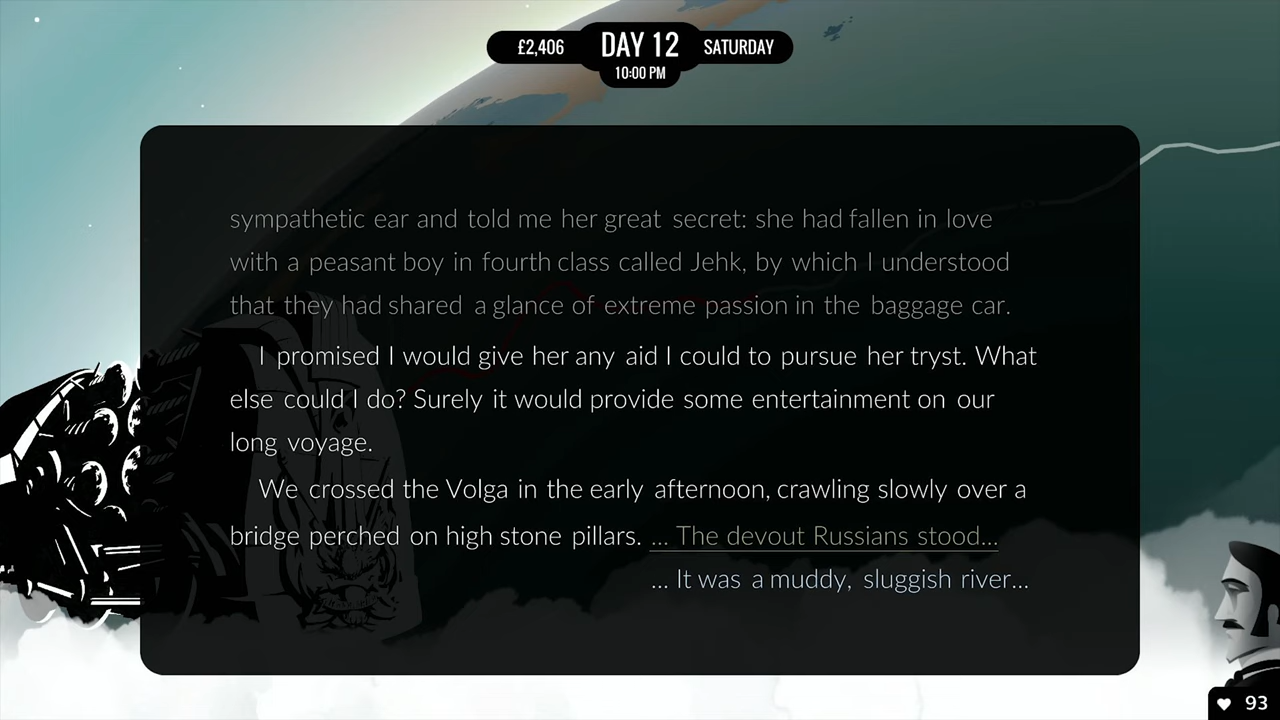 £2,406
DAY 12
SATURDAY
10:00 PM
sympathetic ear and told me her great secret: she had fallen in love
with a peasant boy in fourth class called Jehk, by which I understood
that they had shared a glance of extreme passion in the baggage car.
I promised I would give her any aid I could to pursue her tryst. What
else could I do? Surely it would provide some entertainment on our
long voyage.
We crossed the Volga in the early afternoon, crawling slowly over a
bridge perched on high stone pillars. ... The devout Russians stood...
... It was a muddy, sluggish river...
93